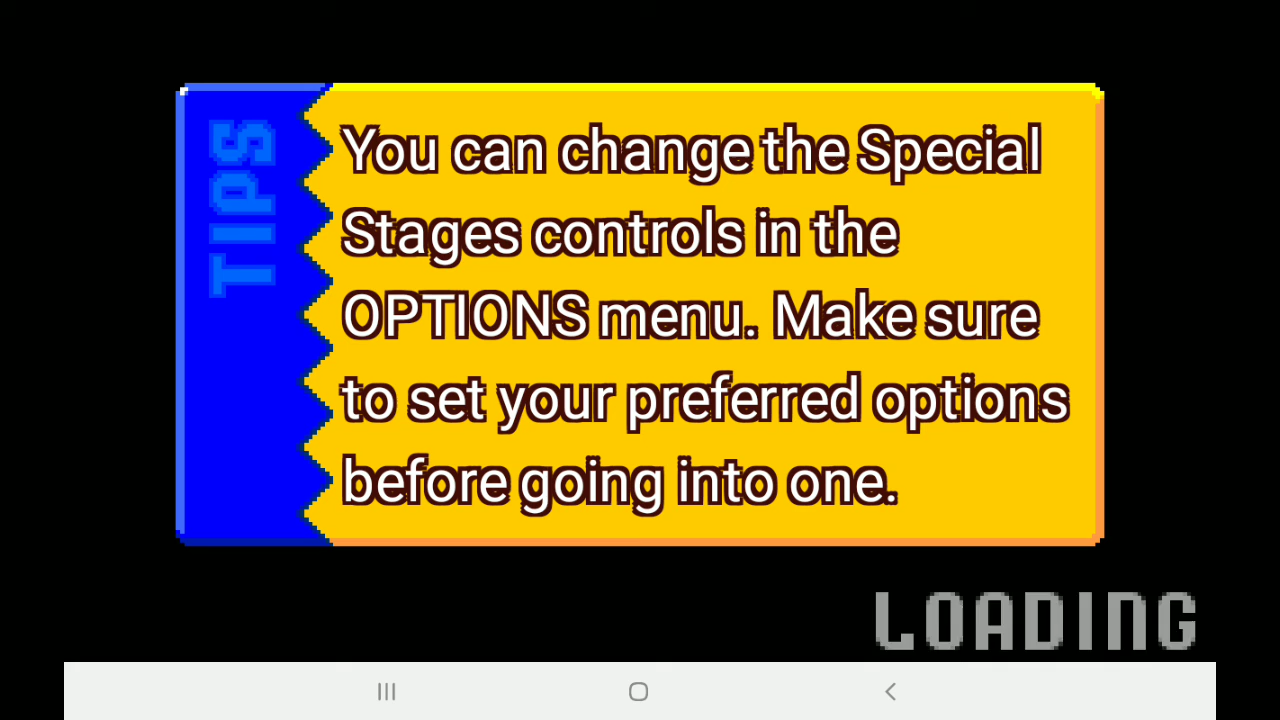 TIPS
You can change the Special
Stages controls in the
OPTIONS menu. Make sure
to set your preferred options
before going into one.
LOADING